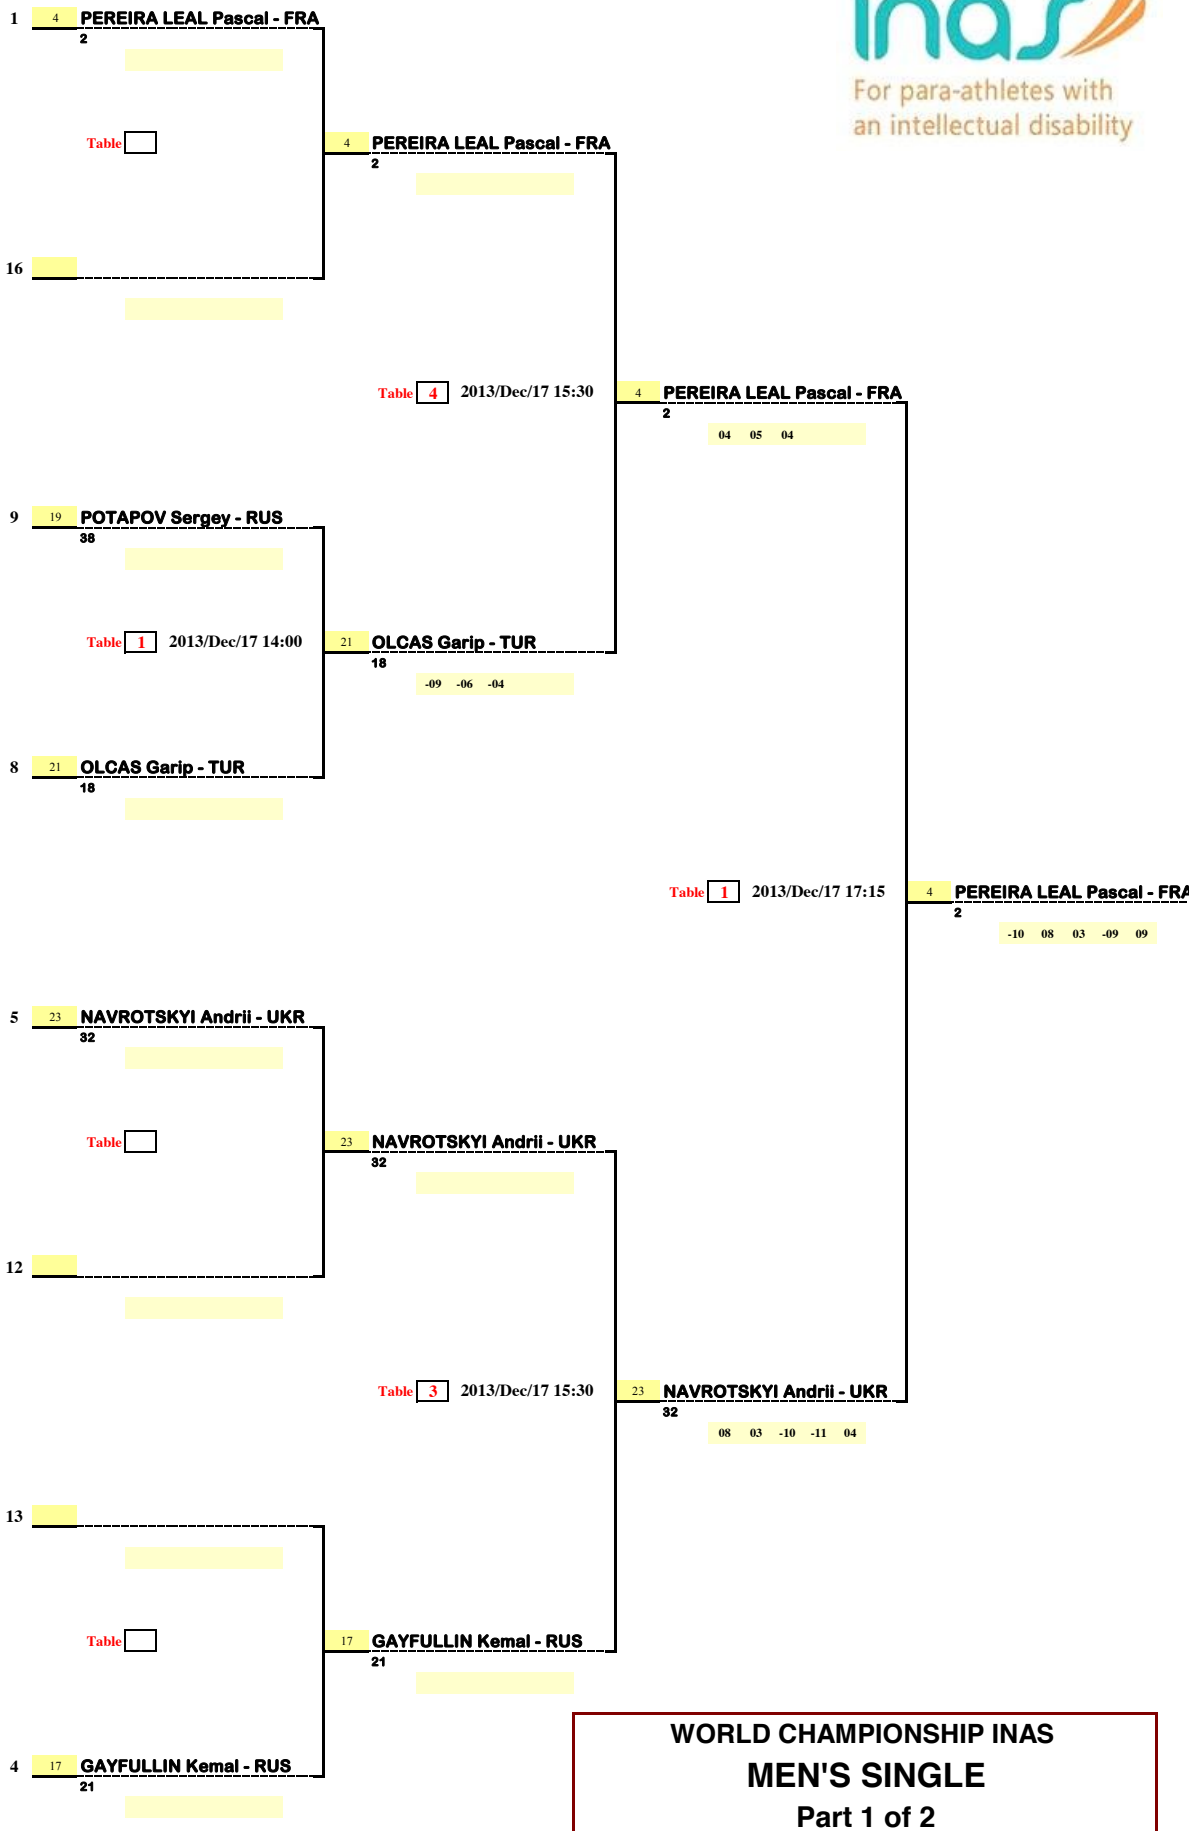 Inas
For para-athletes with
an intellectual disability
1 4 PEREIRA LEAL Pascal - FRA
2
Table
4 PEREIRA LEAL Pascal - FRA
2
16
Table 4 2013/Dec/17 15:30
4 PEREIRA LEAL Pascal - FRA
2
04 05 04
9 19 POTAPOV Sergey - RUS
38
Table 1 2013/Dec/17 14:00
21 OLCAS Garip - TUR
18
-09 -06 -04
8 21 OLCAS Garip - TUR
18
Table 1 2013/Dec/17 17:15
4 PEREIRA LEAL Pascal - FRA
2
-10 08 03 -09 09
5 23 NAVROTSKYI Andrii - UKR
32
Table
23 NAVROTSKYI Andrii - UKR
32
12
Table 3 2013/Dec/17 15:30
23 NAVROTSKYI Andrii - UKR
32
08 03 -10 -11 04
13
Table
17 GAYFULLIN Kemal - RUS
21
4 17 GAYFULLIN Kemal - RUS
21
WORLD CHAMPIONSHIP INAS
MEN'S SINGLE
Part 1 of 2